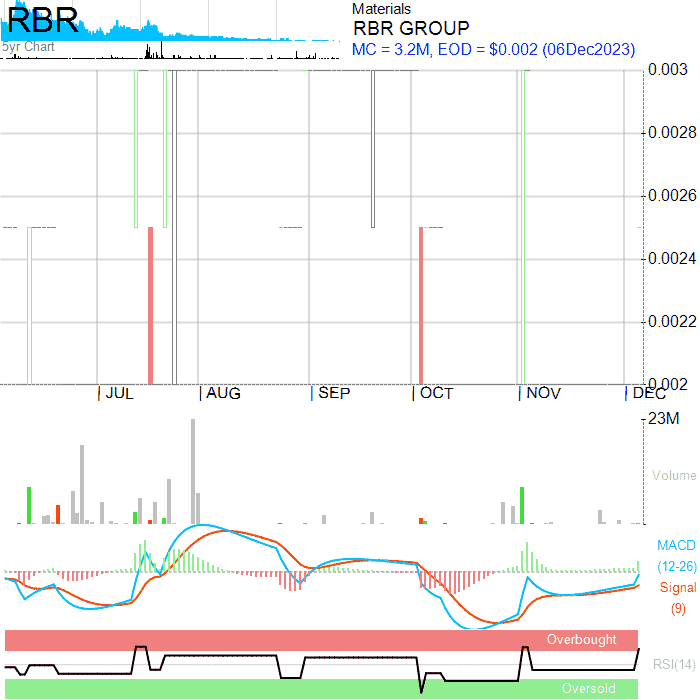 RBR
5yr Chart
Materials
RBR GROUP
MC = 3.2M, EOD = $0.002 (06Dec2023)
0.003
0.0028
0.0026
0.0024
0.0022
0.002
JUL
AUG
SEP
OCT
NOV
DEC
23M
Volume
MACD
(12-26)
Signal
(9)
Overbought
RSI(14)
Oversold